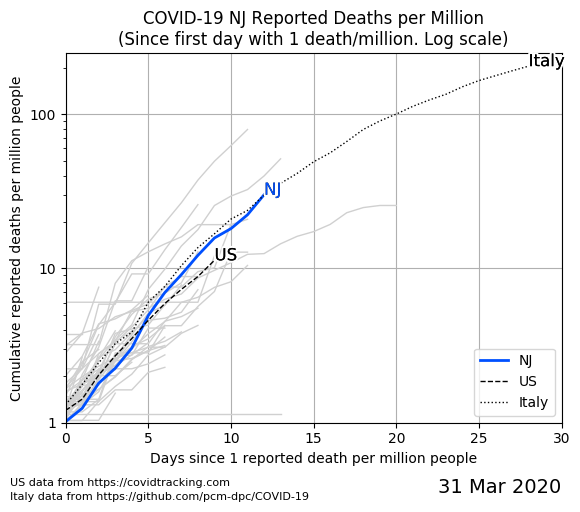 COVID-19 NJ Reported Deaths per Million
(Since first day with 1 death/million. Log scale)
Cumulative reported deaths per million people
100
10
1
Italy
NJ
US
NJ
US
Italy
0 5 10 15 20 25 30
Days since 1 reported death per million people
US data from https://covidtracking.com
Italy data from https://github.com/pcm-dpc/COVID-19
31 Mar 2020